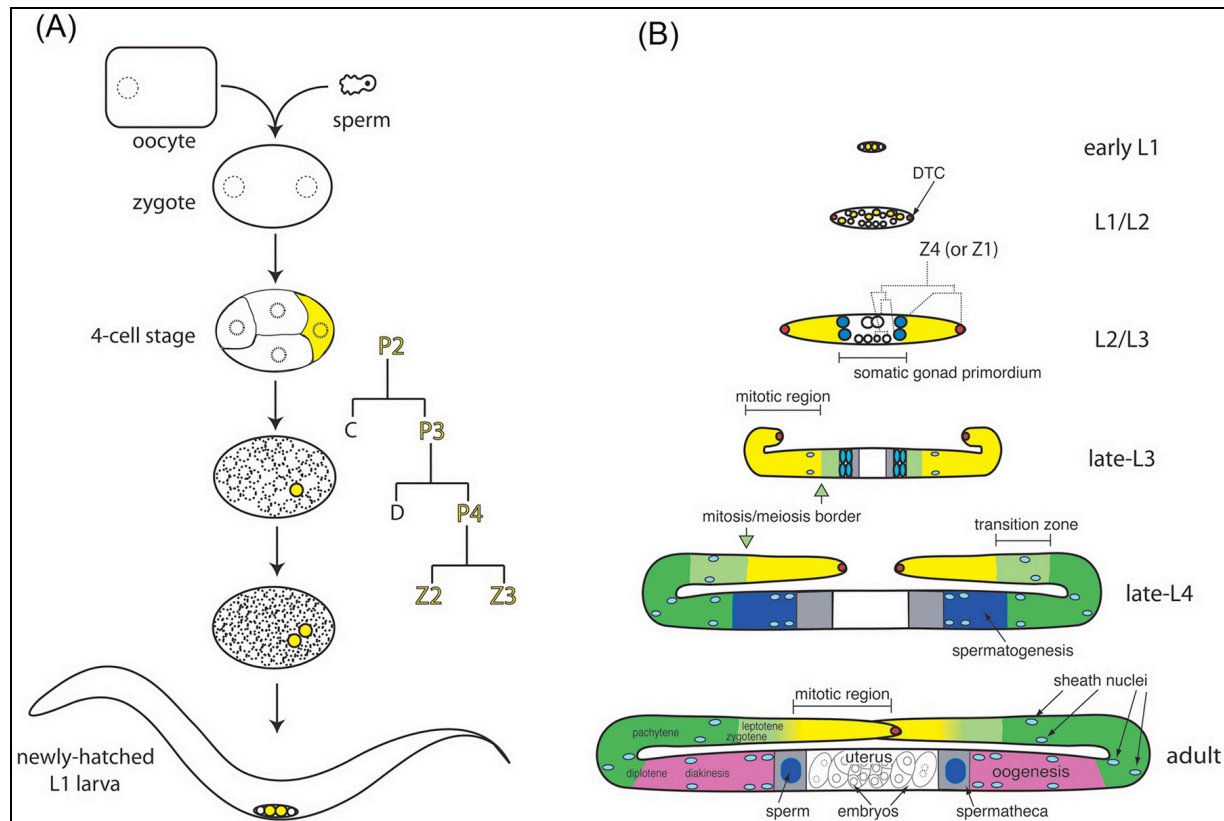 (A)
oocyte
sperm
zygote
4-cell stage
P2
C
P3
D
P4
Z2
Z3
newly-hatched
L1 larva
(B)
early L1
DTC
L1/L2
Z4 (or Z1)
L2/L3
somatic gonad primordium
mitotic region
late-L3
mitosis/meiosis border
transition zone
late-L4
spermatogenesis
sheath nuclei
mitotic region
pachytene
leptotene
zygotene
adult
uterus
diplotene
diakinesis
oogenesis
sperm
embryos
spermatheca